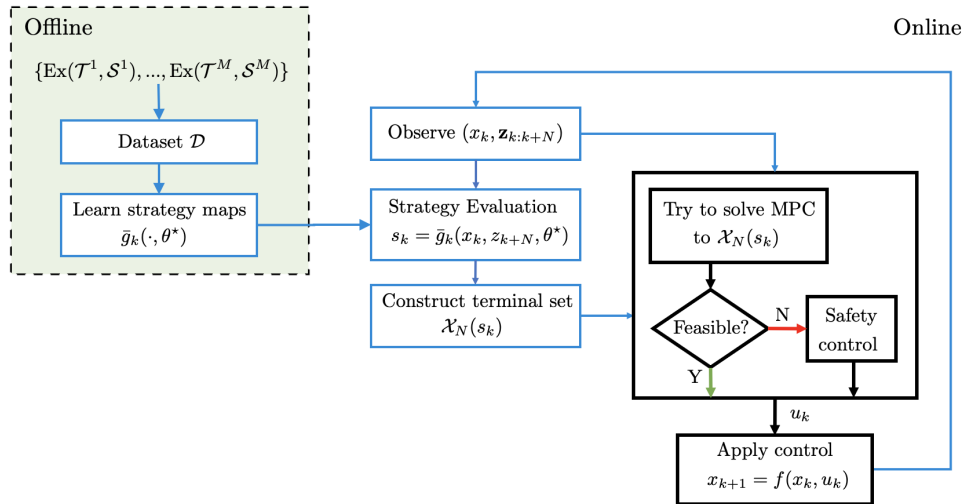 Offline
Online
{Ex(𝒯¹, 𝒮¹), ..., Ex(𝒯ᴹ, 𝒮ᴹ)}
Dataset 𝒟
Learn strategy maps
ḡₖ(·, θ⋆)
Observe (xₖ, 𝐳ₖ:ₖ₊N)
Strategy Evaluation
sₖ = ḡₖ(xₖ, zₖ₊N, θ⋆)
Construct terminal set
𝒳N(sₖ)
Try to solve MPC
to 𝒳N(sₖ)
Feasible?
N
Y
Safety
control
uₖ
Apply control
xₖ₊₁ = f(xₖ, uₖ)